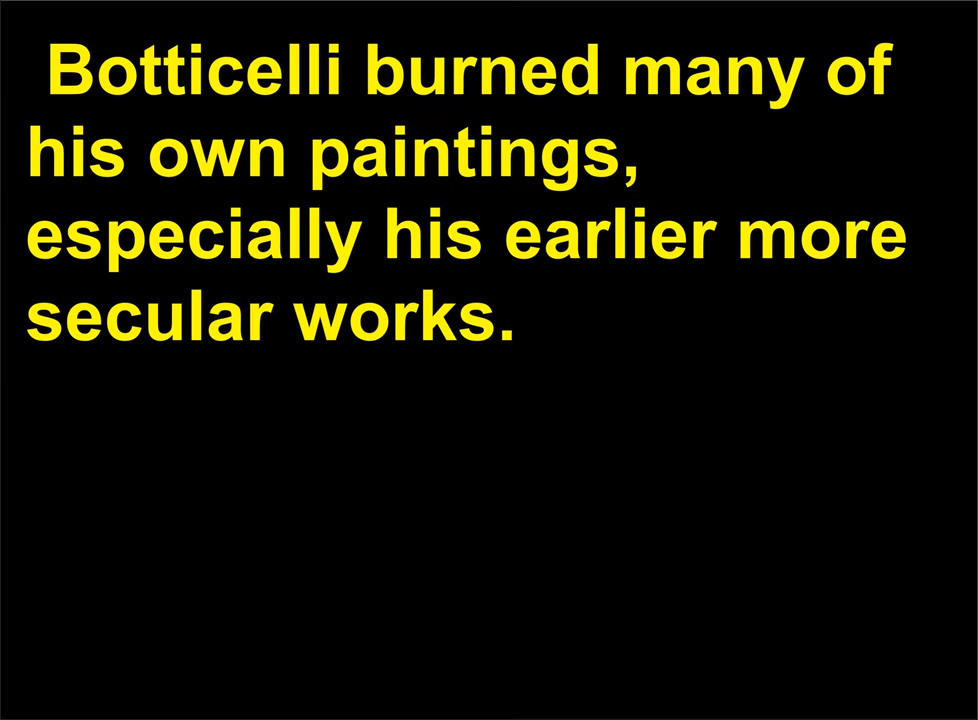 Botticelli burned many of
his own paintings,
especially his earlier more
secular works.